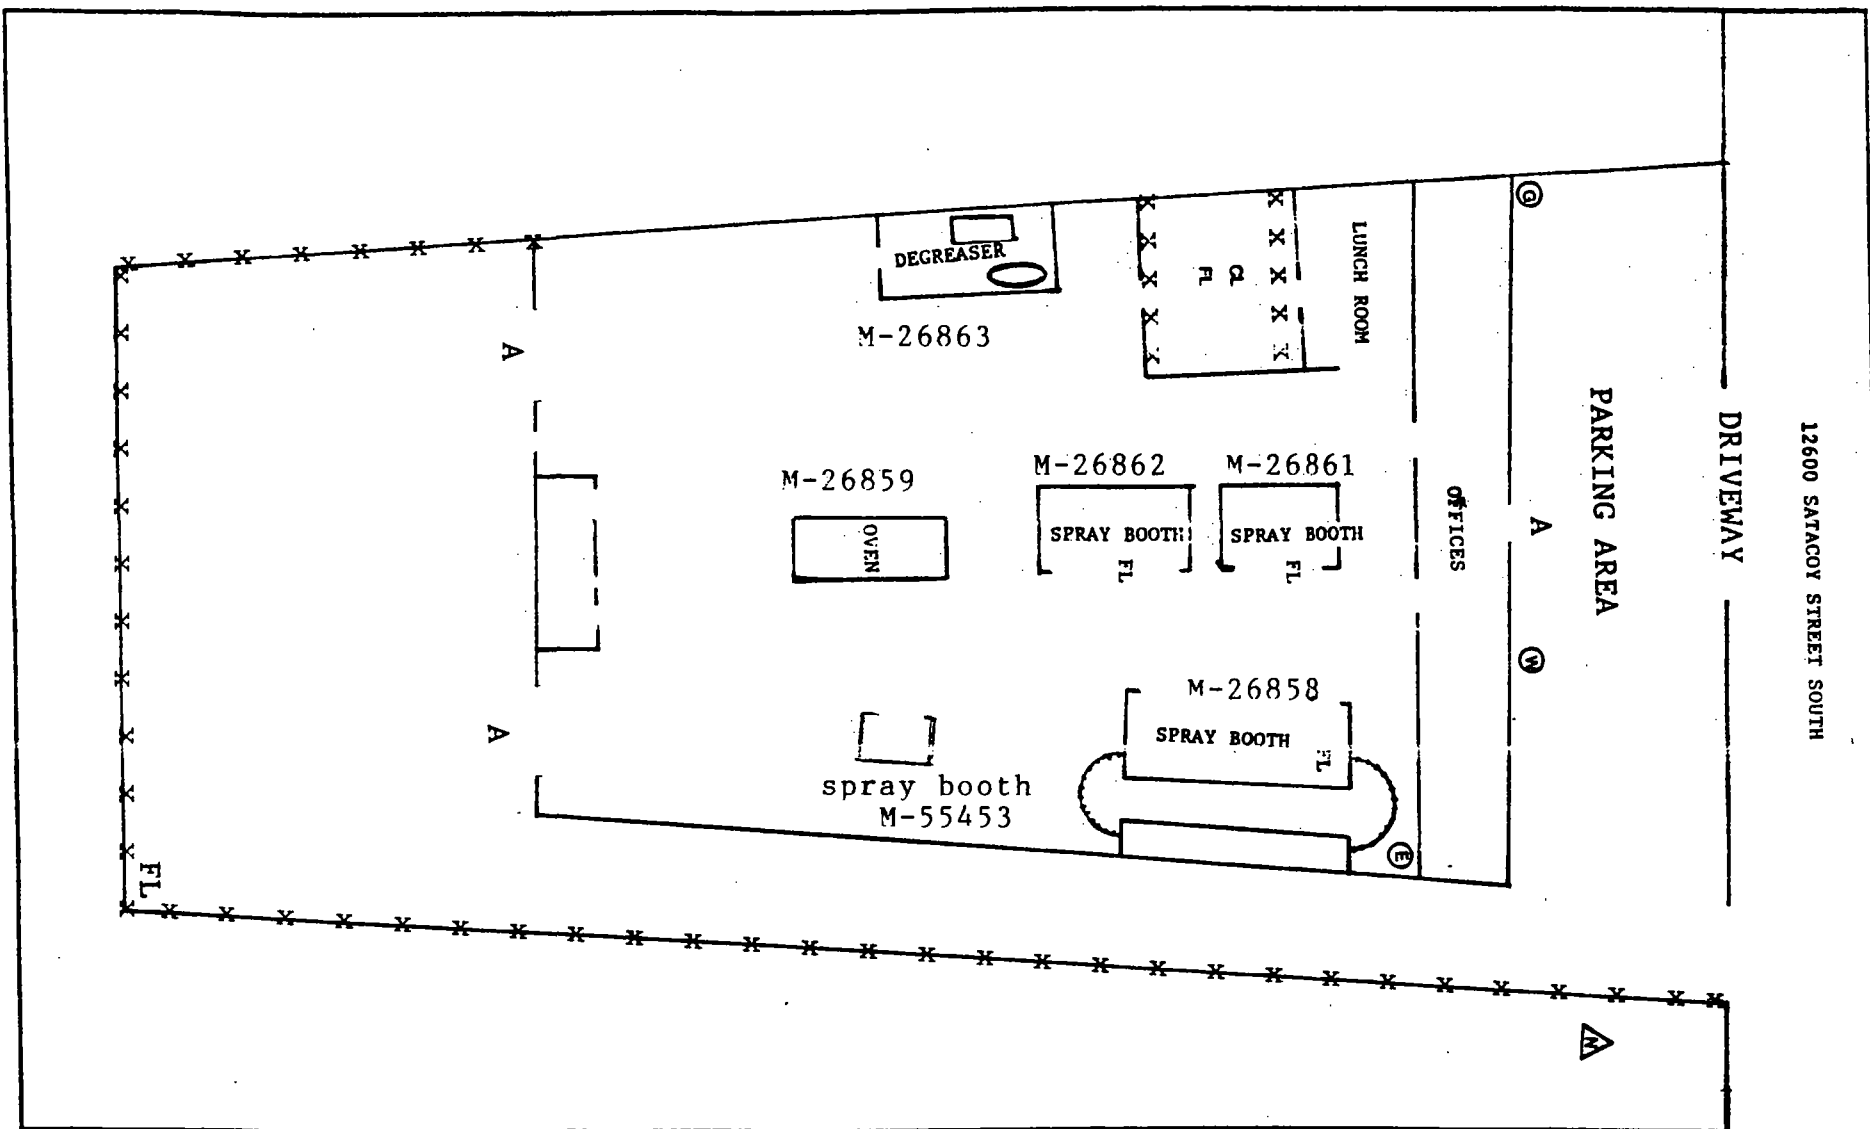 12600 SATACOY STREET SOUTH
DRIVEWAY
PARKING AREA
G
A
W
OFFICES
LUNCH ROOM
CL
FL
DEGREASER
M-26863
A
M-26859
OVEN
M-26862
SPRAY BOOTH
FL
M-26861
SPRAY BOOTH
FL
M-26858
SPRAY BOOTH
FL
E
A
spray booth
M-55453
FL
N